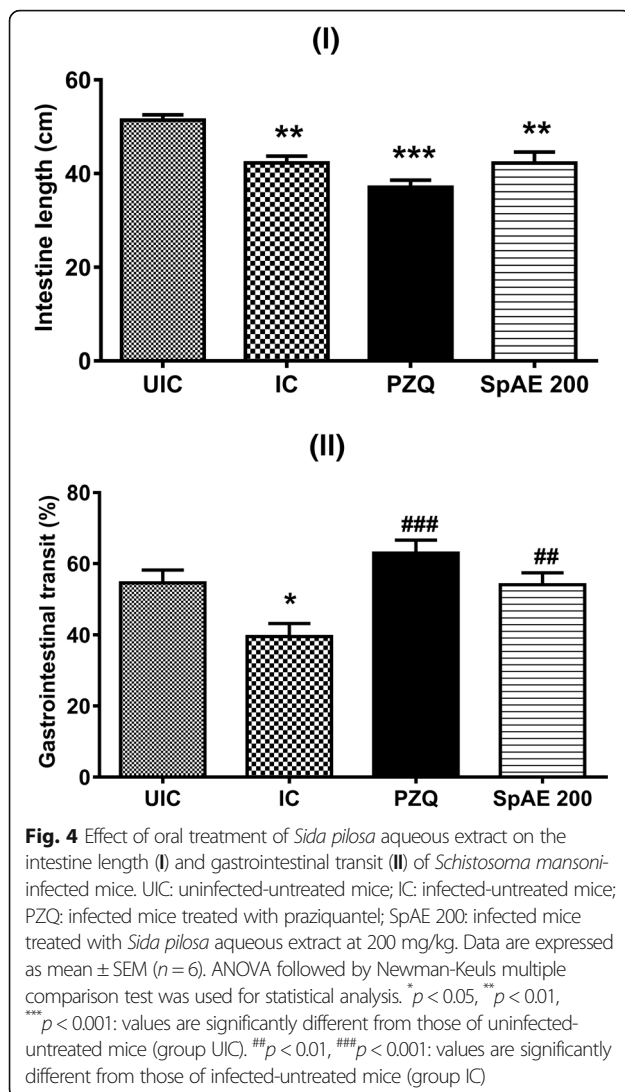 (I)
60
40
20
0
Intestine length (cm)
**
***
**
UIC IC PZQ SpAE 200
(II)
80
60
40
20
0
Gastrointestinal transit (%)
*
###
##
UIC IC PZQ SpAE 200
Fig. 4 Effect of oral treatment of Sida pilosa aqueous extract on the
intestine length (I) and gastrointestinal transit (II) of Schistosoma mansoni-
infected mice. UIC: uninfected-untreated mice; IC: infected-untreated mice;
PZQ: infected mice treated with praziquantel; SpAE 200: infected mice
treated with Sida pilosa aqueous extract at 200 mg/kg. Data are expressed
as mean ± SEM (n = 6). ANOVA followed by Newman-Keuls multiple
comparison test was used for statistical analysis. *p < 0.05, **p < 0.01,
***p < 0.001: values are significantly different from those of uninfected-
untreated mice (group UIC). ##p < 0.01, ###p < 0.001: values are significantly
different from those of infected-untreated mice (group IC)